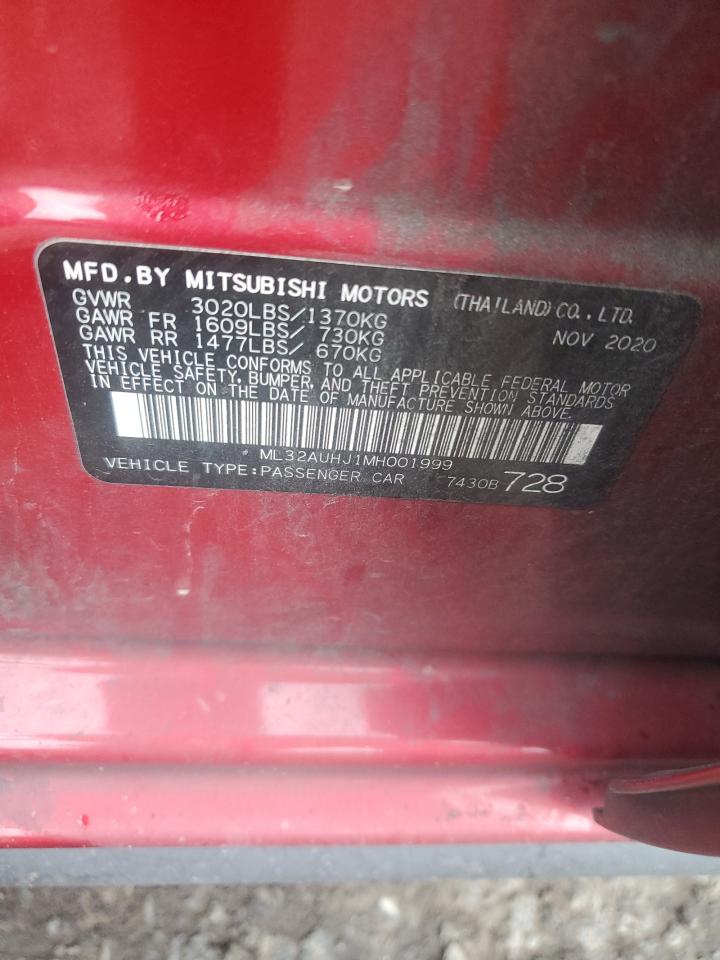 MFD.BY MITSUBISHI MOTORS (THAILAND) CO., LTD.
GVWR 3020LBS/1370KG NOV 2020
GAWR FR 1609LBS/ 730KG
GAWR RR 1477LBS/ 670KG
THIS VEHICLE CONFORMS TO ALL APPLICABLE FEDERAL MOTOR
VEHICLE SAFETY, BUMPER, AND THEFT PREVENTION STANDARDS
IN EFFECT ON THE DATE OF MANUFACTURE SHOWN ABOVE.
ML32AUHJ1MH001999
VEHICLE TYPE:PASSENGER CAR 7430B 728